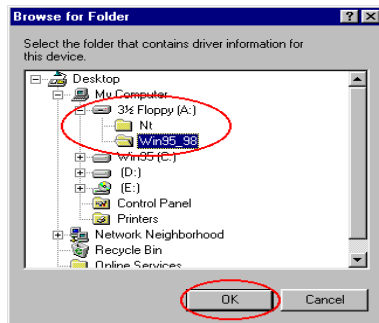 Browse for Folder
Select the folder that contains driver information for
this device.
Desktop
My Computer
3½ Floppy (A:)
Nt
Win95_98
Win95 (C:)
(D:)
(E:)
Control Panel
Printers
Network Neighborhood
Recycle Bin
Online Services
OK
Cancel